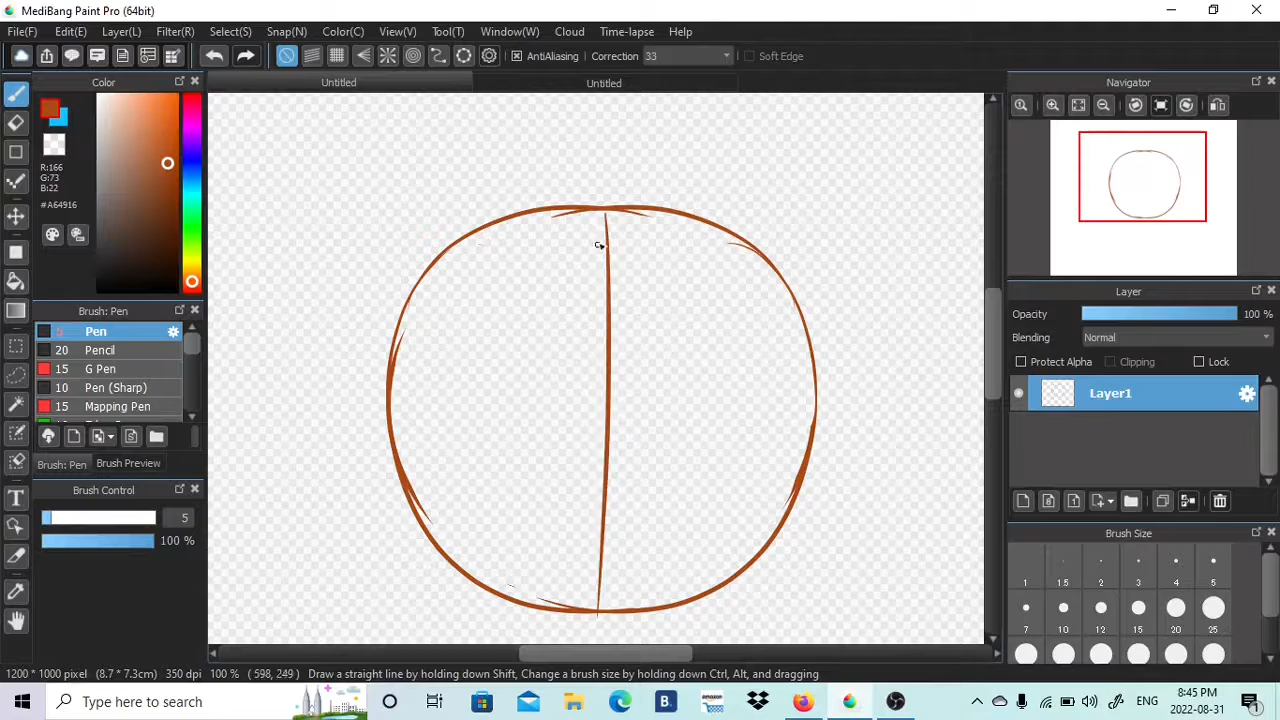 MediBang Paint Pro (64bit)
File(F) Edit(E) Layer(L) Filter(R) Select(S) Snap(N) Color(C) View(V) Tool(T) Window(W) Cloud Time-lapse Help
AntiAliasing Correction 33 Soft Edge
Color Untitled Untitled Navigator
R:166
G:73
B:22
#A64916
Brush: Pen
5 Pen
20 Pencil
15 G Pen
10 Pen (Sharp)
15 Mapping Pen
Brush: Pen Brush Preview
Brush Control
5
100 %
Layer
Opacity 100 %
Blending Normal
Protect Alpha Clipping Lock
Layer1
Brush Size
1 1.5 2 3 4 5
7 10 12 15 20 25
1200 * 1000 pixel (8.7 * 7.3cm) 350 dpi 100 % ( 598, 249 ) Draw a straight line by holding down Shift, Change a brush size by holding down Ctrl, Alt, and dragging
Type here to search
B.
ENG
8:45 PM
2022-08-31
1